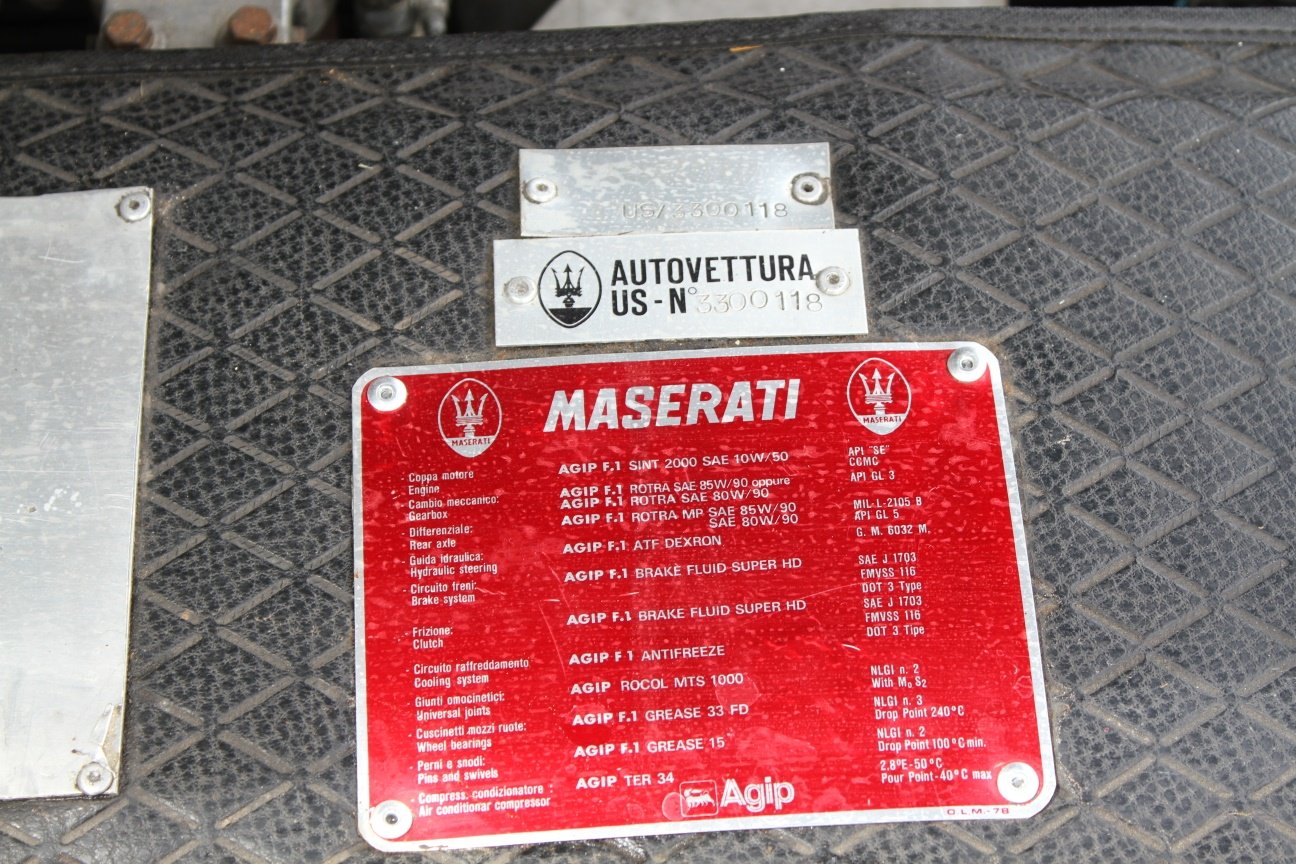 US/3300118
AUTOVETTURA
US-N° 3300118
MASERATI
MASERATI
MASERATI
- Coppa motore
Engine
AGIP F.1 SINT 2000 SAE 10W/50
API "SE"
CCMC
- Cambio meccanico:
Gearbox
AGIP F.1 ROTRA SAE 85W/90 oppure
AGIP F.1 ROTRA SAE 80W/90
API GL 3
- Differenziale:
Rear axle
AGIP F.1 ROTRA MP SAE 85W/90
SAE 80W/90
MIL-L-2105 B
API GL 5
- Guida idraulica:
Hydraulic steering
AGIP F.1 ATF DEXRON
G. M. 6032 M.
- Circuito freni:
Brake system
AGIP F.1 BRAKE FLUID SUPER HD
SAE J 1703
FMVSS 116
DOT 3 Type
- Frizione:
Clutch
AGIP F.1 BRAKE FLUID SUPER HD
SAE J 1703
FMVSS 116
DOT 3 Tipe
- Circuito raffreddamento
Cooling system
AGIP F 1 ANTIFREEZE
- Giunti omocinetici:
Universal joints
AGIP ROCOL MTS 1000
NLGI n. 2
With Mo S2
- Cuscinetti mozzi ruote:
Wheel bearings
AGIP F.1 GREASE 33 FD
NLGI n. 3
Drop Point 240°C
- Perni e snodi:
Pins and swivels
AGIP F.1 GREASE 15
NLGI n. 2
Drop Point 100°C min.
- Compress. condizionatore:
Air conditionar compressor
AGIP TER 34
2.8°E-50°C
Pour Point-40°C max
Agip
O.L.M.-78